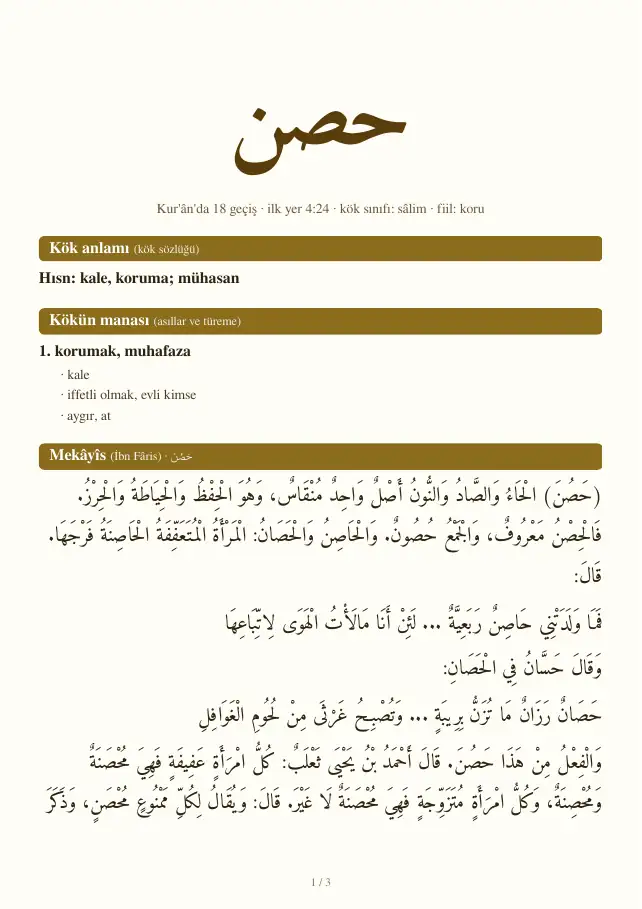 حصن
Kur'ân'da 18 geçiş · ilk yer 4:24 · kök sınıfı: sâlim · fiil: koru
Kök anlamı (kök sözlüğü)
Hısn: kale, koruma; mühasan
Kökün manası (asıllar ve türeme)
1. korumak, muhafaza
· kale
· iffetli olmak, evli kimse
· aygır, at
Mekâyîs (İbn Fâris) · حَصُنَ
(حَصُنَ) الْحَاءُ وَالصَّادُ وَالنُّونُ أَصْلٌ وَاحِدٌ مُنْقَاسٌ، وَهُوَ الْحِفْظُ وَالْحِيَاطَةُ وَالْحِرْزُ.
فَالْحِصْنُ مَعْرُوفٌ، وَالْجَمْعُ حُصُونٌ. وَالْحَاصِنُ وَالْحَصَانُ: الْمَرْأَةُ الْمُتَعَفِّفَةُ الْحَاصِنَةُ فَرْجَهَا.
قَالَ:
فَمَا وَلَدَتْنِي حَاصِنٌ رَبَعِيَّةٌ ... لَئِنْ أَنَا مَالَأْتُ الْهَوَى لِاتِّبَاعِهَا
وَقَالَ حَسَّانُ فِي الْحَصَانِ:
حَصَانٌ رَزَانٌ مَا تُزَنُّ بِرِيبَةٍ ... وَتُصْبِحُ غَرْثَى مِنْ لُحُومِ الْغَوَافِلِ
وَالْفِعْلُ مِنْ هَذَا حَصُنَ. قَالَ أَحْمَدُ بْنُ يَحْيَى ثَعْلَبٌ: كُلُّ امْرَأَةٍ عَفِيفَةٍ فَهِيَ مُحْصَنَةٌ
وَمُحْصِنَةٌ، وَكُلُّ امْرَأَةٍ مُتَزَوِّجَةٍ فَهِيَ مُحْصَنَةٌ لَا غَيْرَ. قَالَ: وَيُقَالُ لِكُلِّ مَمْنُوعٍ مُحْصَنٍ، وَذَكَرَ
1 / 3